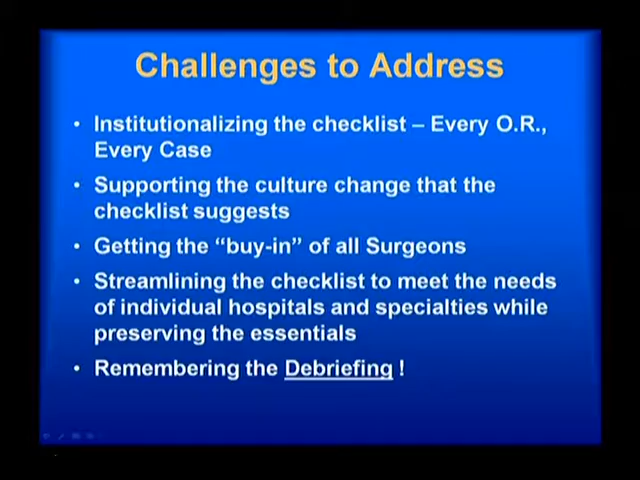 Challenges to Address
• Institutionalizing the checklist – Every O.R.,
Every Case
• Supporting the culture change that the
checklist suggests
• Getting the “buy-in” of all Surgeons
• Streamlining the checklist to meet the needs
of individual hospitals and specialties while
preserving the essentials
• Remembering the Debriefing !